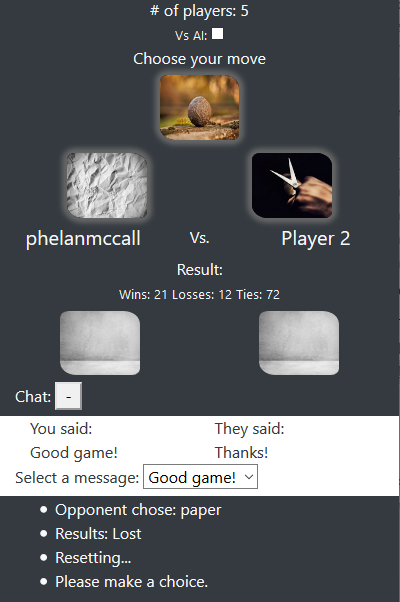 # of players: 5
Vs AI:
Choose your move
phelanmccall Vs. Player 2
Result:
Wins: 21 Losses: 12 Ties: 72
Chat: -
You said: They said:
Good game! Thanks!
Select a message: Good game!
Opponent chose: paper
Results: Lost
Resetting...
Please make a choice.